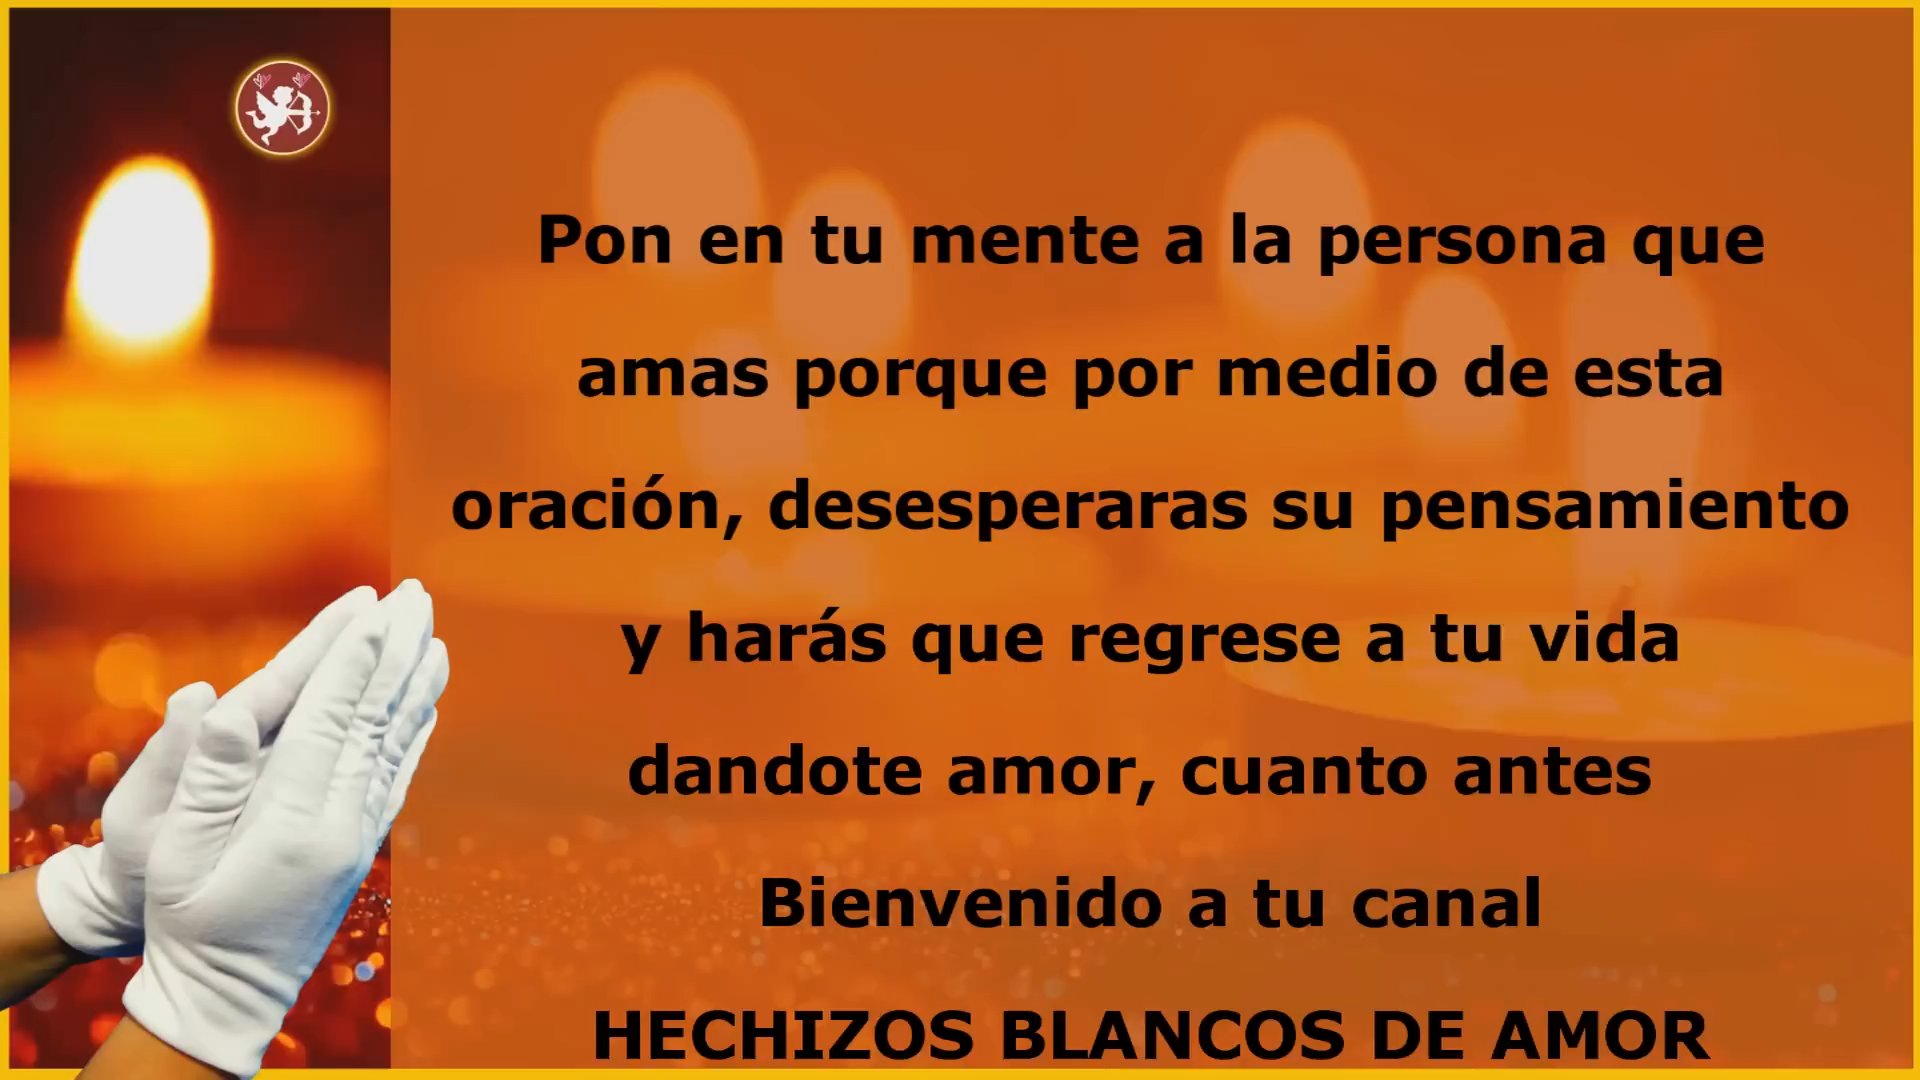 Pon en tu mente a la persona que
amas porque por medio de esta
oración, desesperaras su pensamiento
y harás que regrese a tu vida
dandote amor, cuanto antes
Bienvenido a tu canal
HECHIZOS BLANCOS DE AMOR